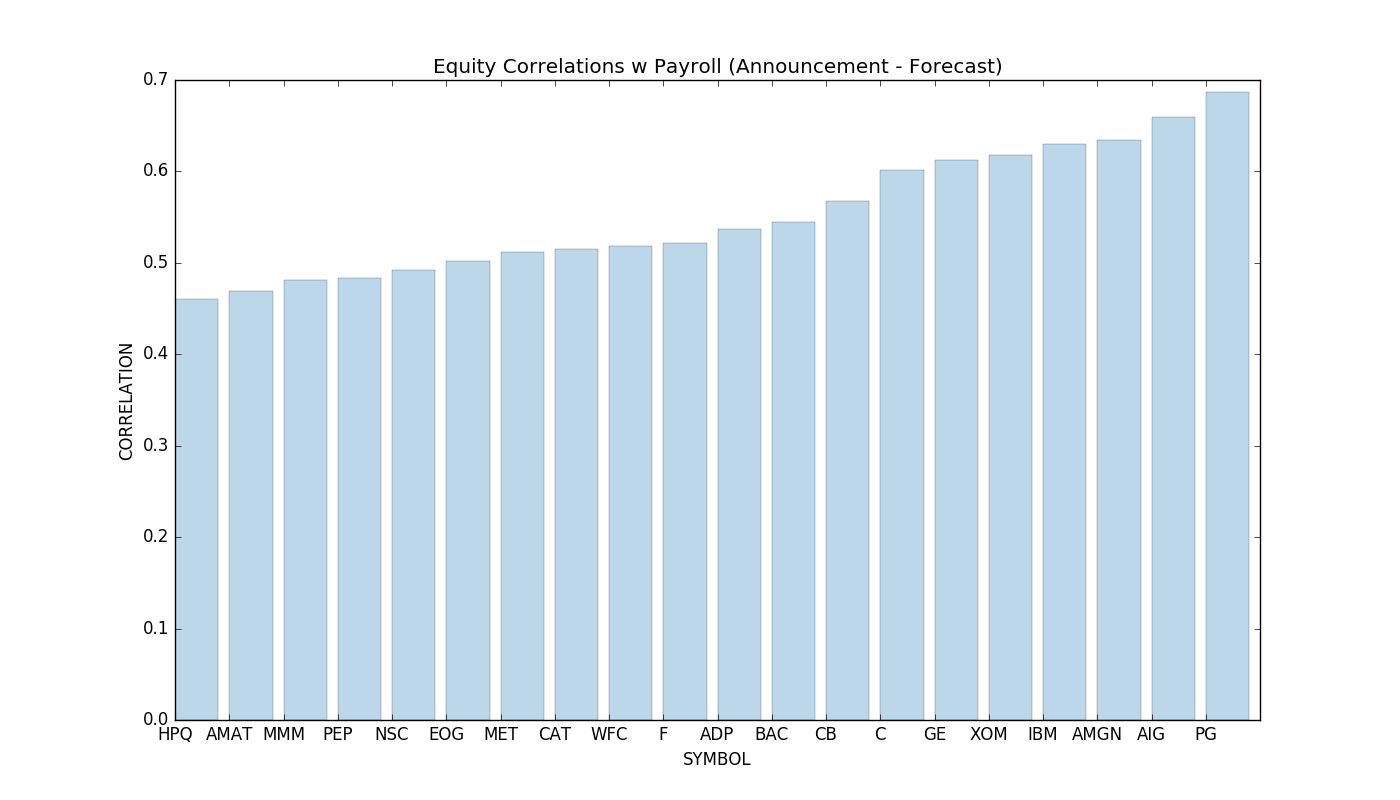 Equity Correlations w Payroll (Announcement - Forecast)
0.7
0.6
0.5
0.4
0.3
0.2
0.1
0.0
CORRELATION
HPQ AMAT MMM PEP NSC EOG MET CAT WFC F ADP BAC CB C GE XOM IBM AMGN AIG PG
SYMBOL